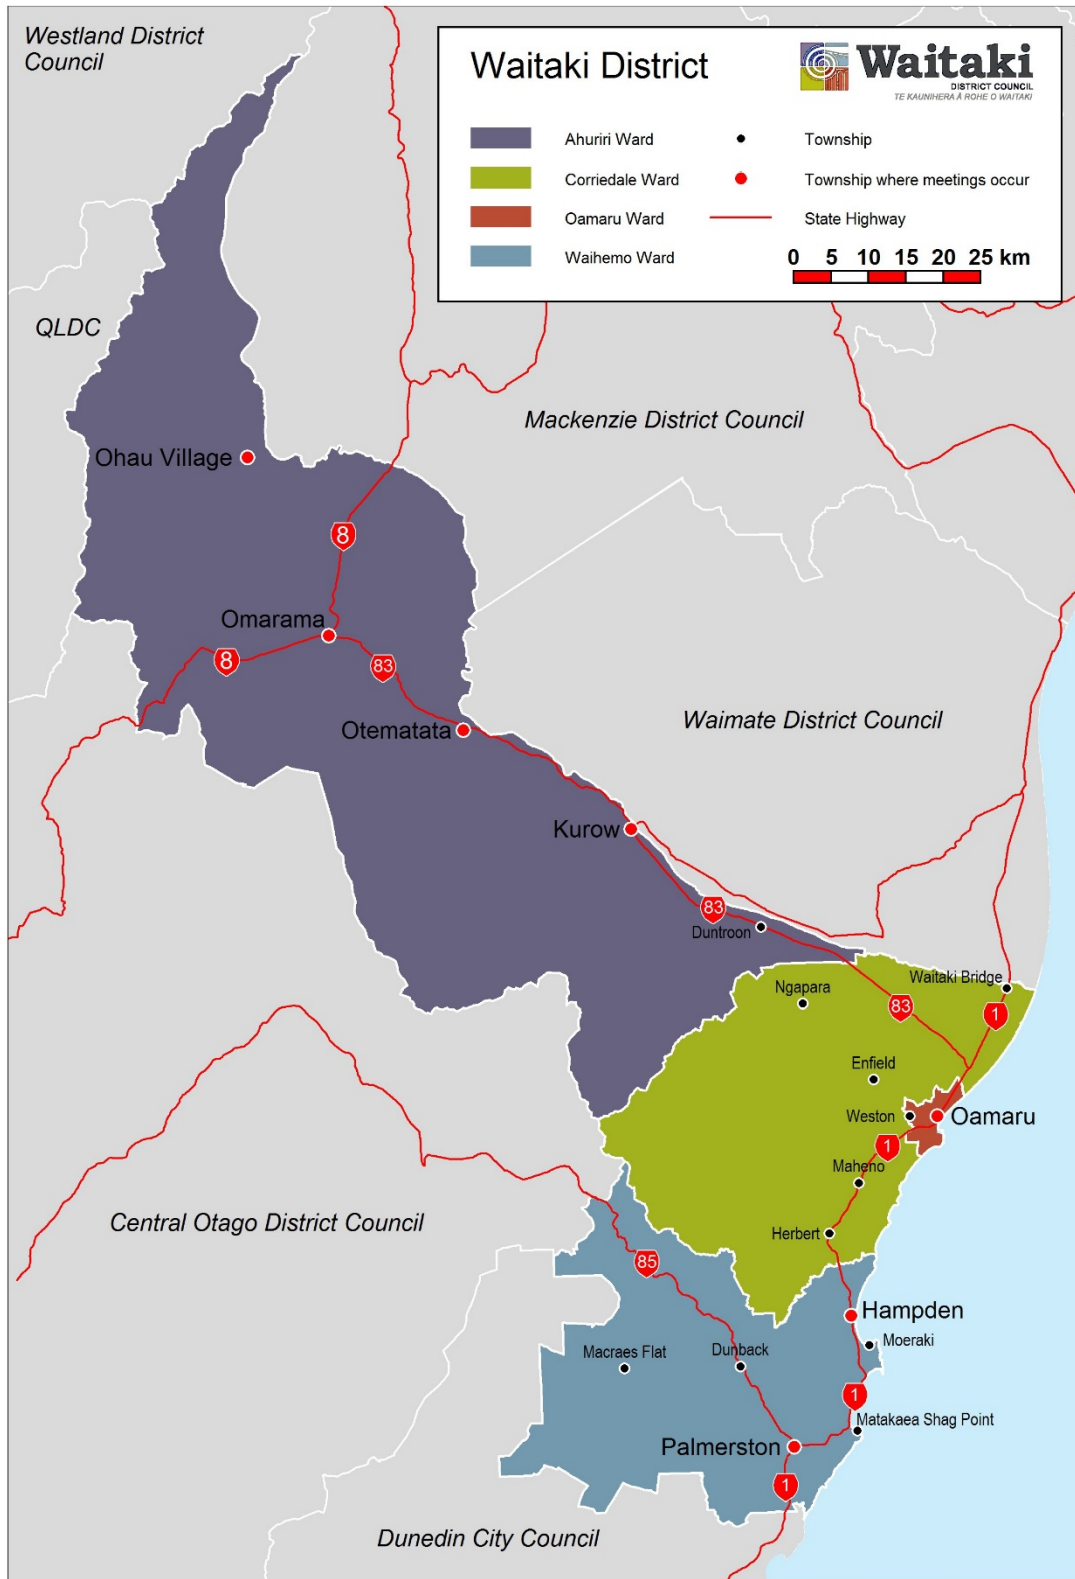 Westland District
Council
Waitaki District
Waitaki
DISTRICT COUNCIL
TE KAUNIHERA Ā ROHE O WAITAKI
Ahuriri Ward
Township
Corriedale Ward
Township where meetings occur
Oamaru Ward
State Highway
Waihemo Ward
0 5 10 15 20 25 km
QLDC
Mackenzie District Council
Ohau Village
8
Omarama
8
83
Waimate District Council
Otematata
Kurow
83
Duntroon
Waitaki Bridge
Ngapara
83
1
Enfield
Weston
Oamaru
1
Maheno
Central Otago District Council
Herbert
85
Hampden
Moeraki
Macraes Flat
Dunback
1
Matakaea Shag Point
Palmerston
1
Dunedin City Council